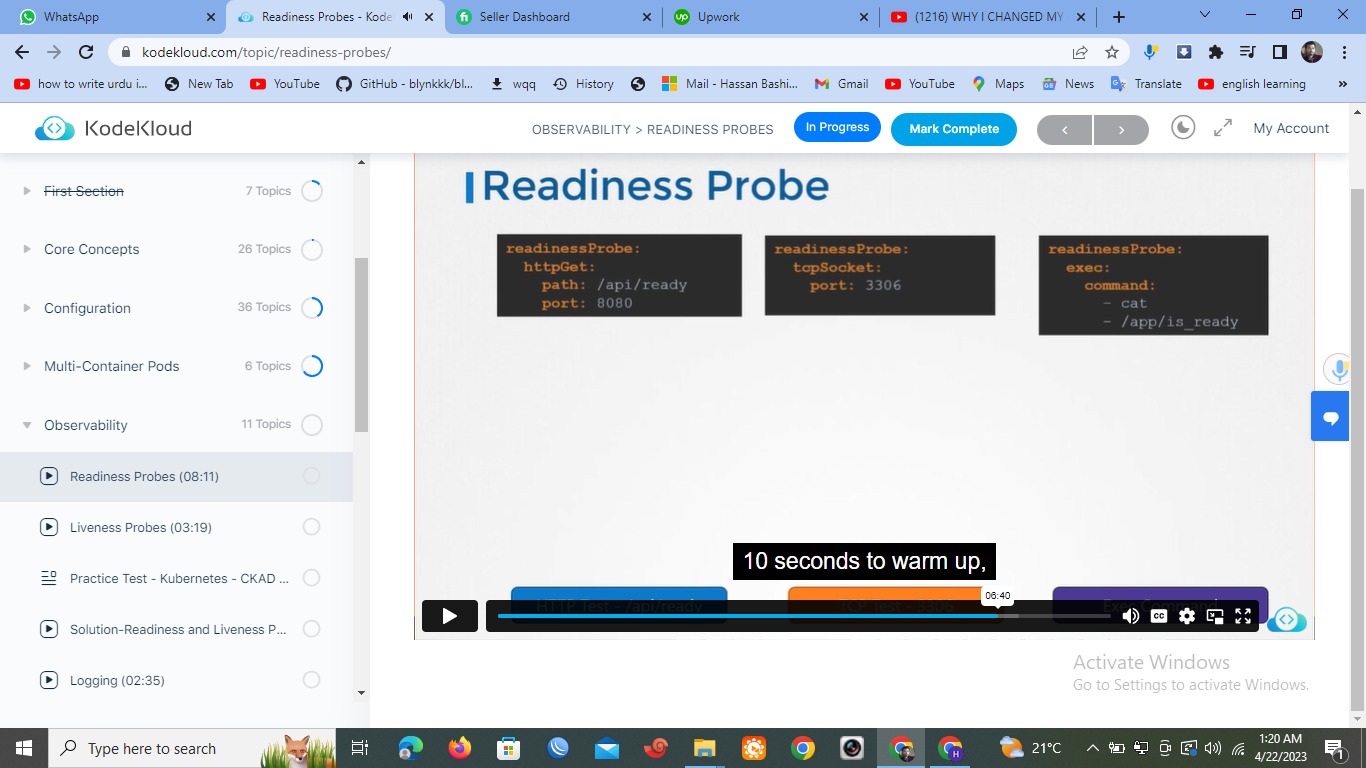 WhatsApp
Readiness Probes - Kode
Seller Dashboard
Upwork
(1216) WHY I CHANGED MY
kodekloud.com/topic/readiness-probes/
how to write urdu i...
New Tab
YouTube
GitHub - blynkkk/bl...
wqq
History
Mail - Hassan Bashi...
Gmail
YouTube
Maps
News
Translate
english learning
KodeKloud
OBSERVABILITY > READINESS PROBES
In Progress
Mark Complete
My Account
First Section
7 Topics
Core Concepts
26 Topics
Configuration
36 Topics
Multi-Container Pods
6 Topics
Observability
11 Topics
Readiness Probes (08:11)
Liveness Probes (03:19)
Practice Test - Kubernetes - CKAD ...
Solution-Readiness and Liveness P...
Logging (02:35)
Readiness Probe
readinessProbe:
httpGet:
path: /api/ready
port: 8080
readinessProbe:
tcpSocket:
port: 3306
readinessProbe:
exec:
command:
- cat
- /app/is_ready
10 seconds to warm up,
06:40
HTTP Test - /api/ready
TCP Test - 3306
Exec Command
CC
Activate Windows
Go to Settings to activate Windows.
Type here to search
21°C
1:20 AM
4/22/2023
1